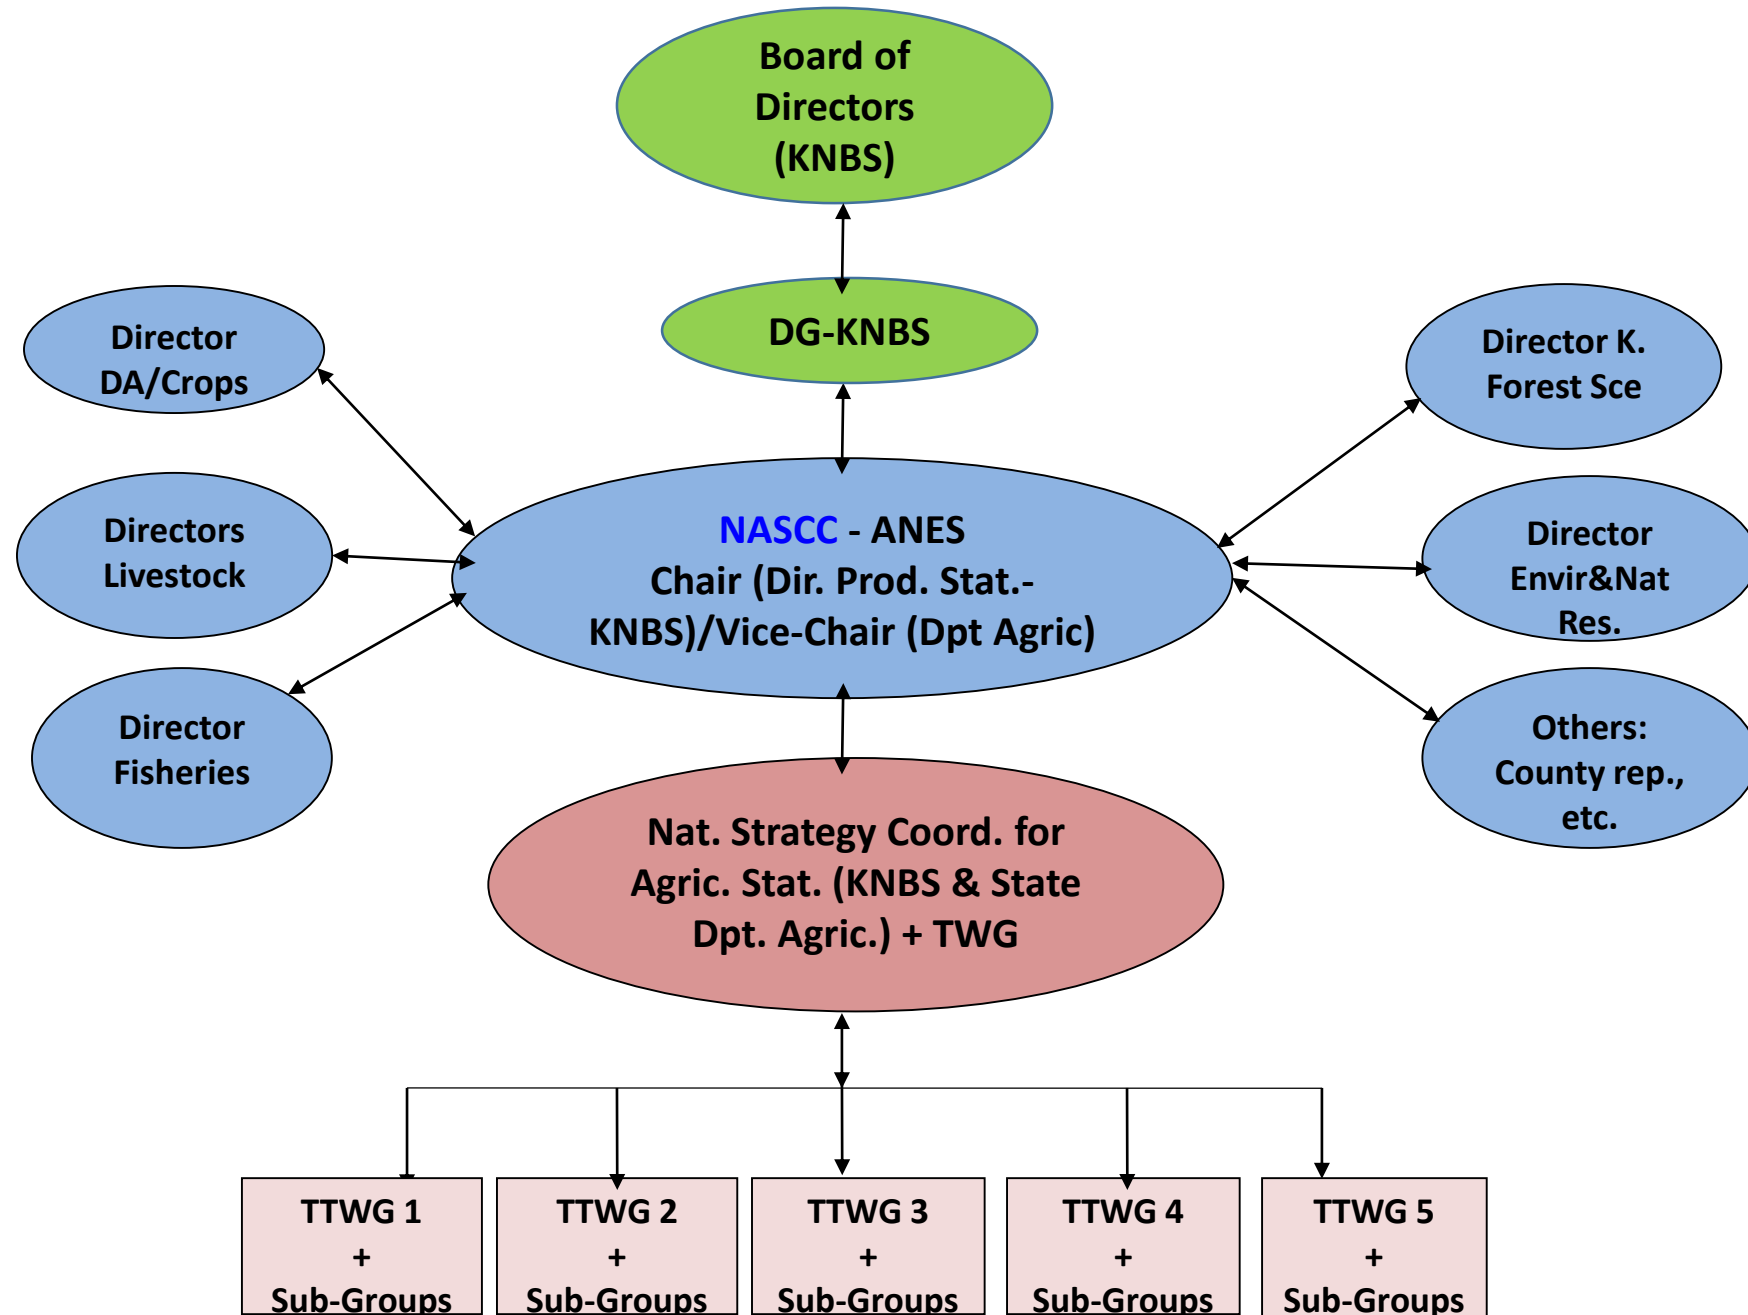 Board of
Directors
(KNBS)
DG-KNBS
Director
DA/Crops
Director K.
Forest Sce
Directors
Livestock
NASCC - ANES
Chair (Dir. Prod. Stat.-
KNBS)/Vice-Chair (Dpt Agric)
Director
Envir&Nat
Res.
Director
Fisheries
Others:
County rep.,
etc.
Nat. Strategy Coord. for
Agric. Stat. (KNBS & State
Dpt. Agric.) + TWG
TTWG 1
+
Sub-Groups
TTWG 2
+
Sub-Groups
TTWG 3
+
Sub-Groups
TTWG 4
+
Sub-Groups
TTWG 5
+
Sub-Groups